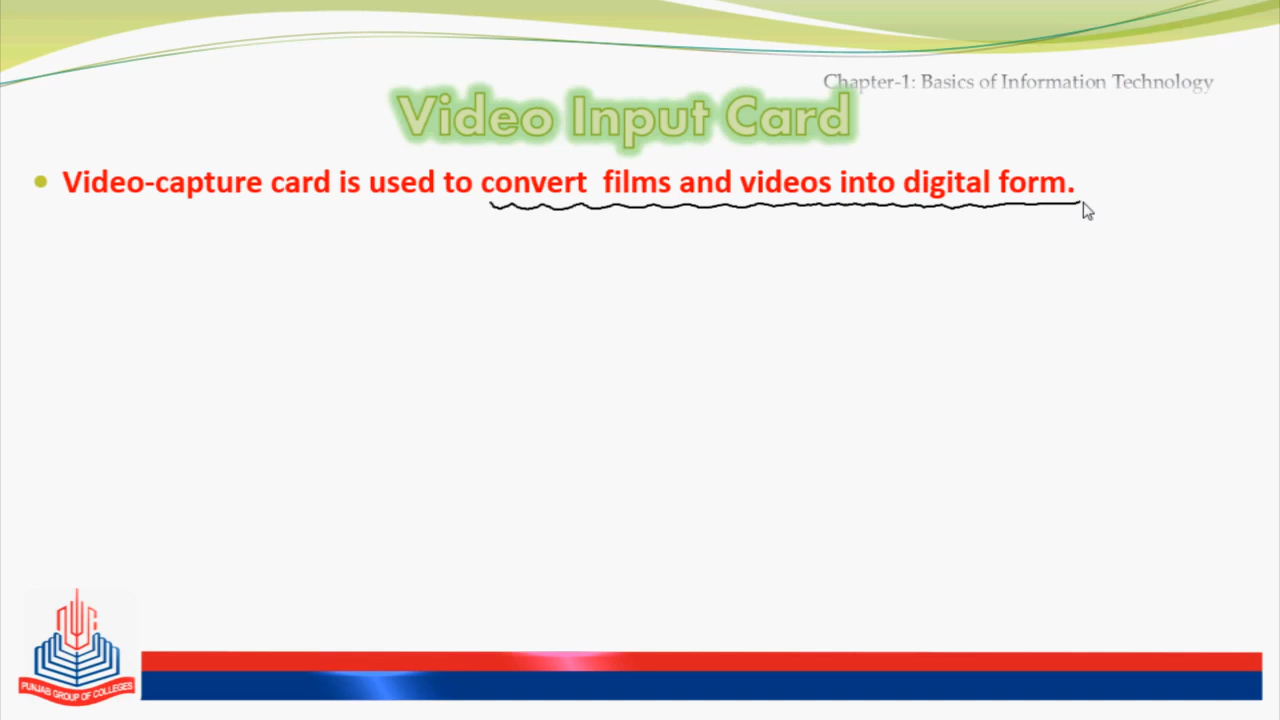 Chapter-1: Basics of Information Technology
Video Input Card
• Video-capture card is used to convert films and videos into digital form.
PUNJAB GROUP OF COLLEGES